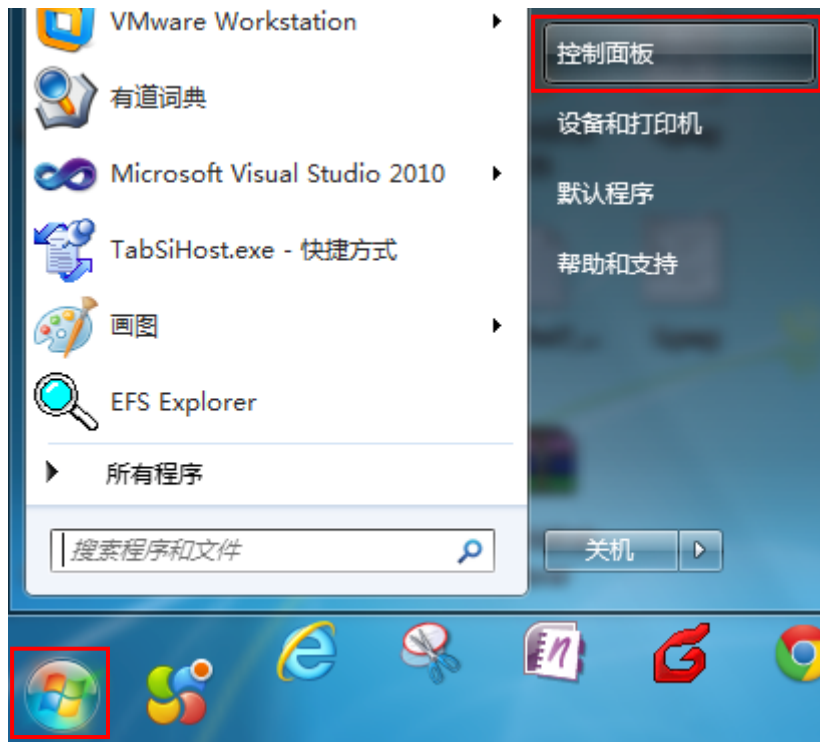 VMware Workstation
有道词典
Microsoft Visual Studio 2010
TabSiHost.exe - 快捷方式
画图
EFS Explorer
所有程序
搜索程序和文件
控制面板
设备和打印机
默认程序
帮助和支持
关机